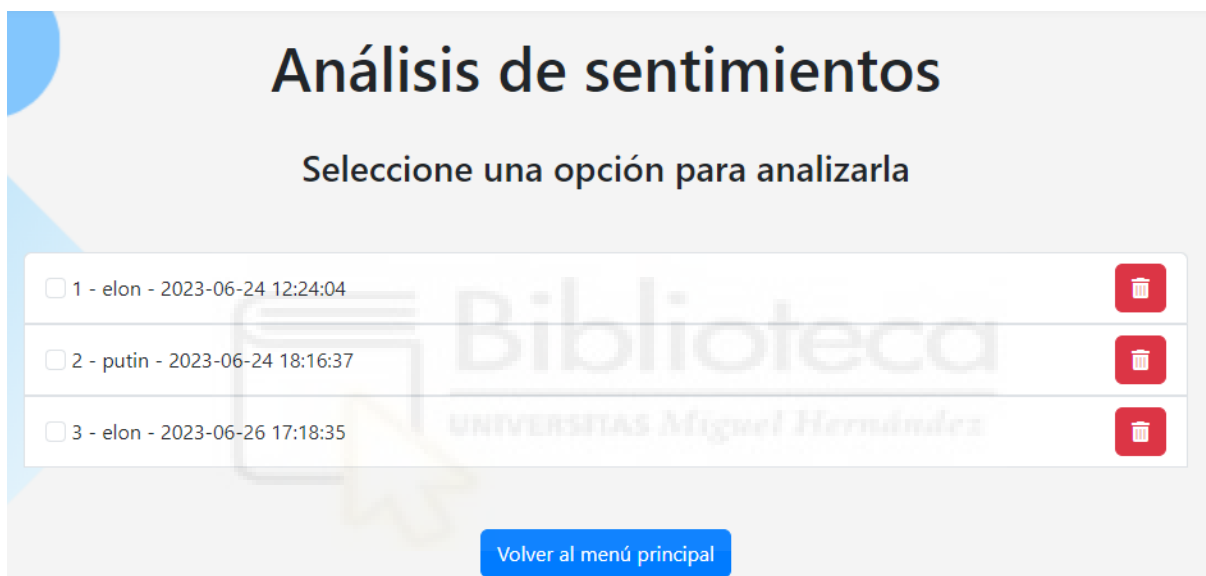 Análisis de sentimientos
Seleccione una opción para analizarla
1 - elon - 2023-06-24 12:24:04
2 - putin - 2023-06-24 18:16:37
3 - elon - 2023-06-26 17:18:35
Biblioteca
UNIVERSITAS Miguel Hernández
Volver al menú principal